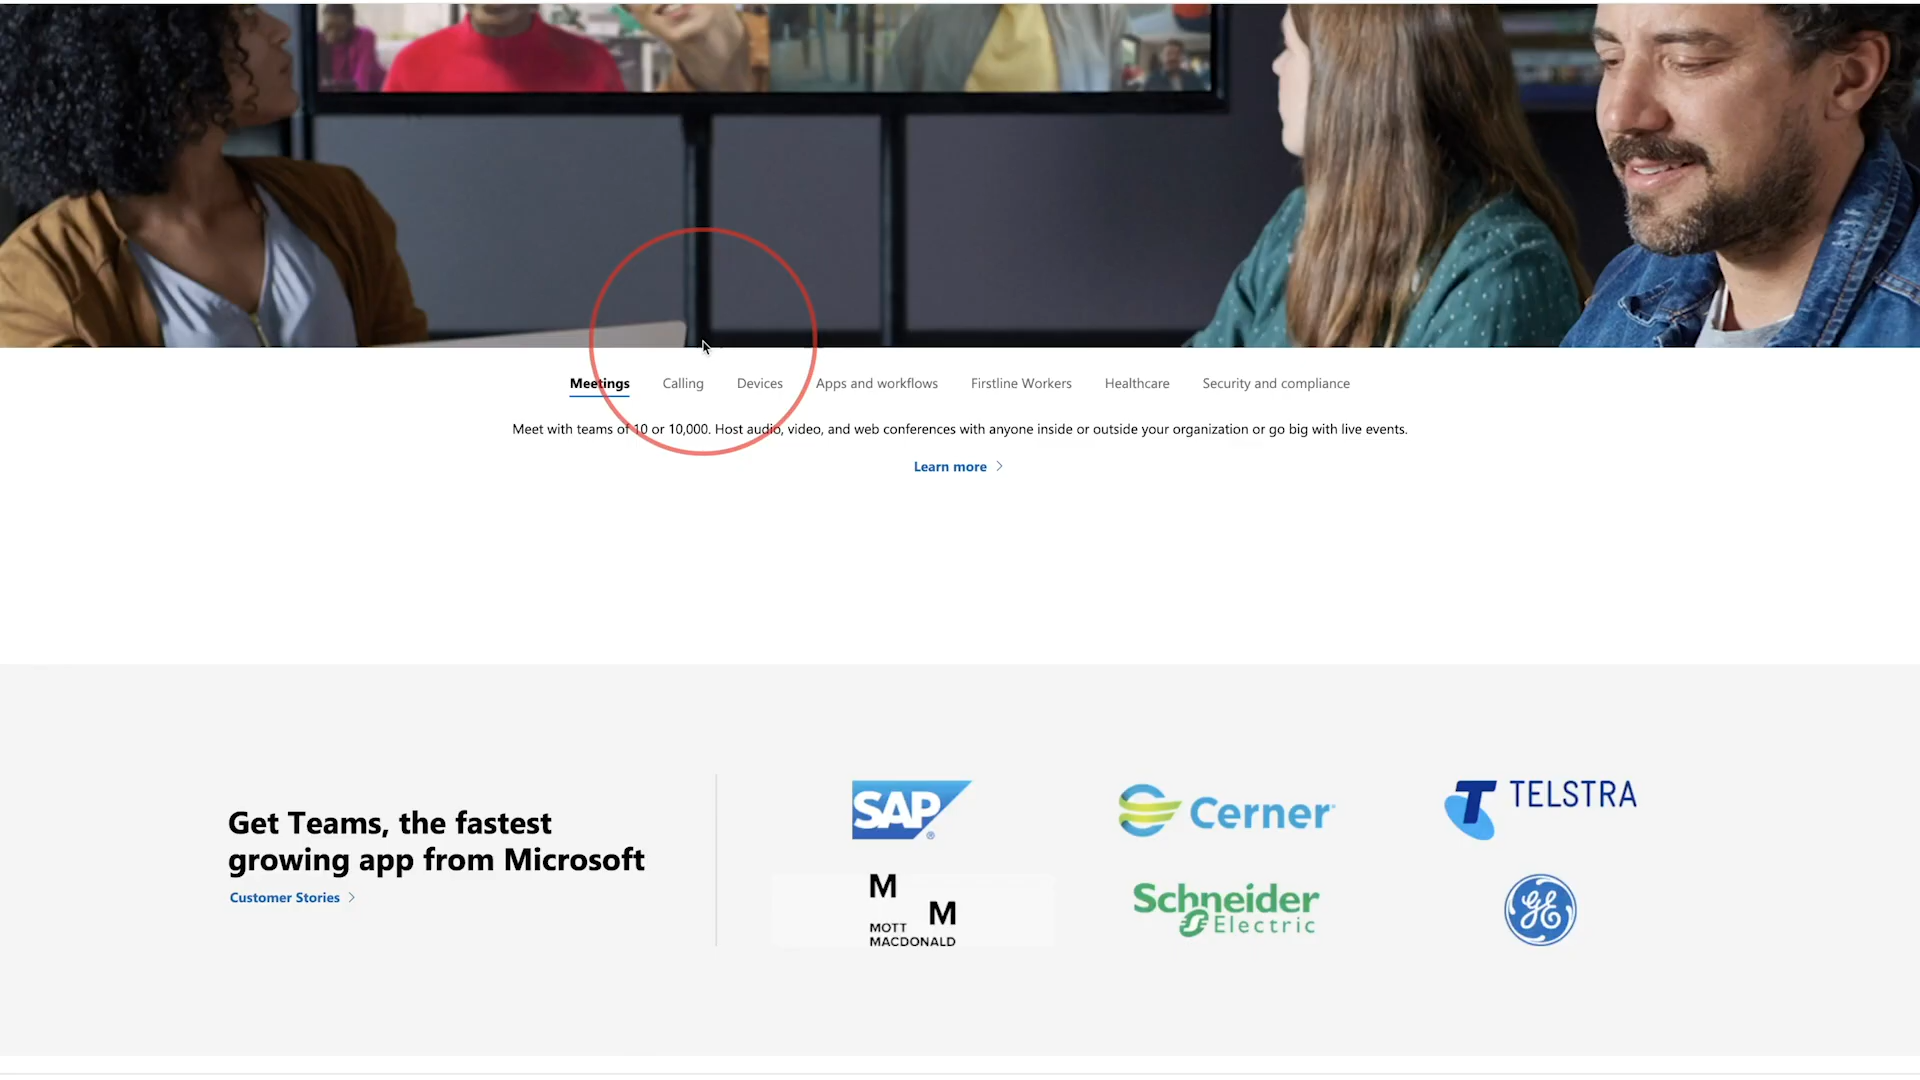 Meetings
Calling
Devices
Apps and workflows
Firstline Workers
Healthcare
Security and compliance
Meet with teams of 10 or 10,000. Host audio, video, and web conferences with anyone inside or outside your organization or go big with live events.
Learn more
Get Teams, the fastest
growing app from Microsoft
Customer Stories
SAP®
Cerner®
TELSTRA
M
M
MOTT
MACDONALD
Schneider
Electric
GE